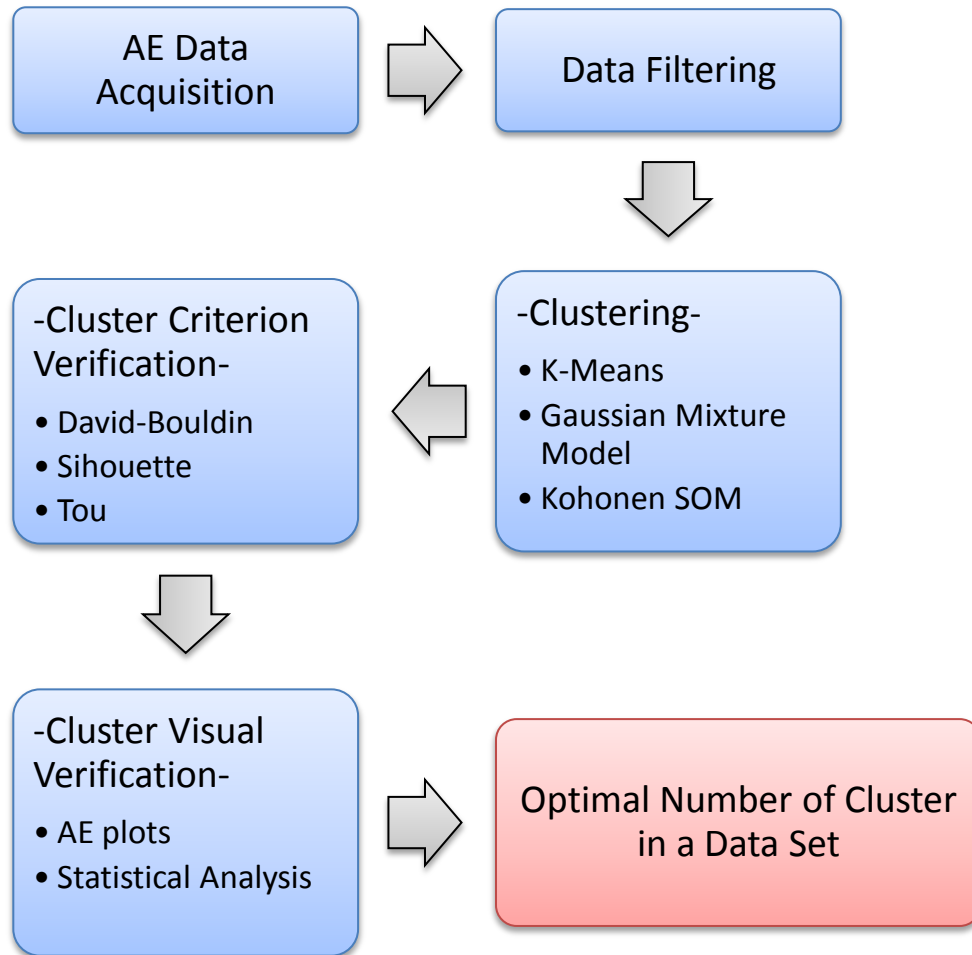 AE Data
Acquisition
Data Filtering
-Clustering-
• K-Means
• Gaussian Mixture
Model
• Kohonen SOM
-Cluster Criterion
Verification-
• David-Bouldin
• Sihouette
• Tou
-Cluster Visual
Verification-
• AE plots
• Statistical Analysis
Optimal Number of Cluster
in a Data Set